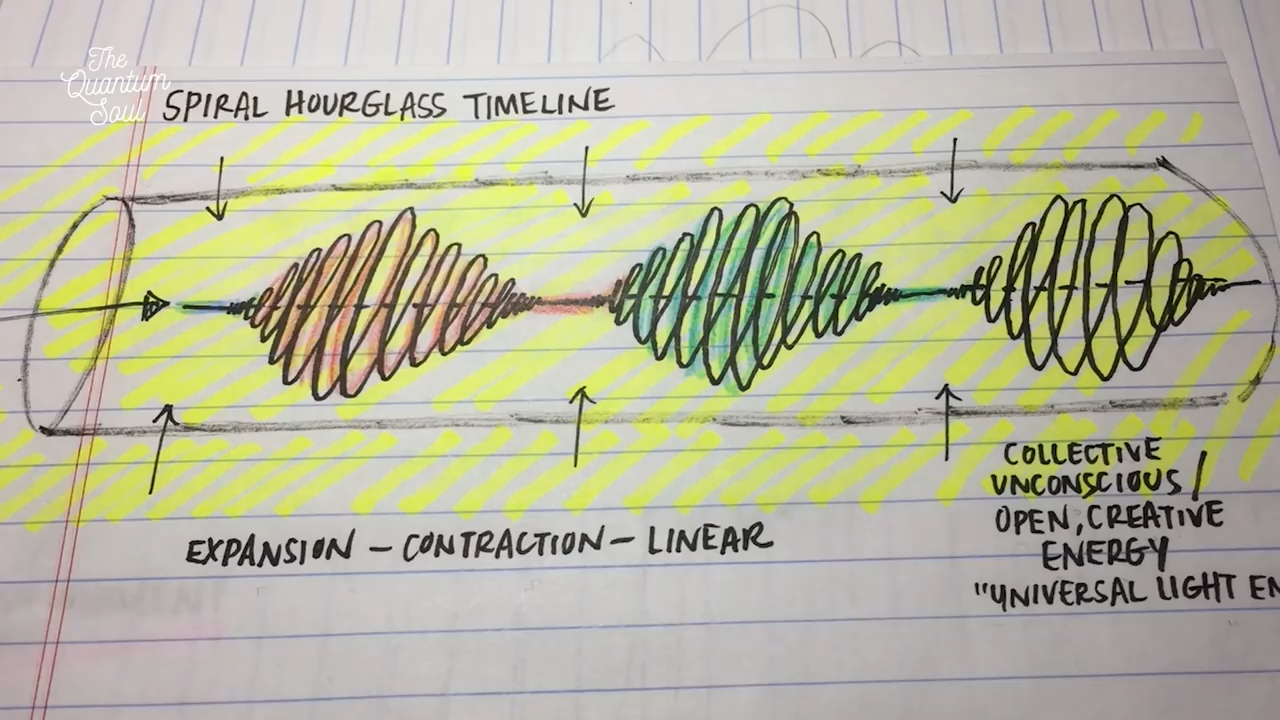 The
Quantum
Soul
SPIRAL HOURGLASS TIMELINE
EXPANSION – CONTRACTION – LINEAR
COLLECTIVE
UNCONSCIOUS /
OPEN, CREATIVE
ENERGY
"UNIVERSAL LIGHT EN